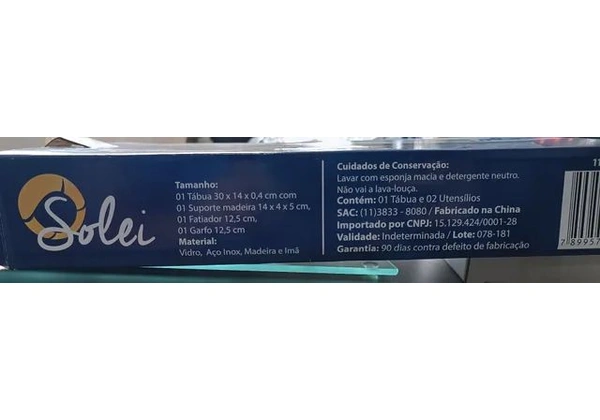 Solei
Tamanho:
01 Tábua 30 x 14 x 0,4 cm com
01 Suporte madeira 14 x 4 x 5 cm,
01 Fatiador 12,5 cm,
01 Garfo 12,5 cm
Material:
Vidro, Aço Inox, Madeira e Imã
Cuidados de Conservação:
Lavar com esponja macia e detergente neutro.
Não vai a lava-louça.
Contém: 01 Tábua e 02 Utensílios
SAC: (11)3833 - 8080 / Fabricado na China
Importado por CNPJ: 15.129.424/0001-28
Validade: Indeterminada / Lote: 078-181
Garantia: 90 dias contra defeito de fabricação
11
789957